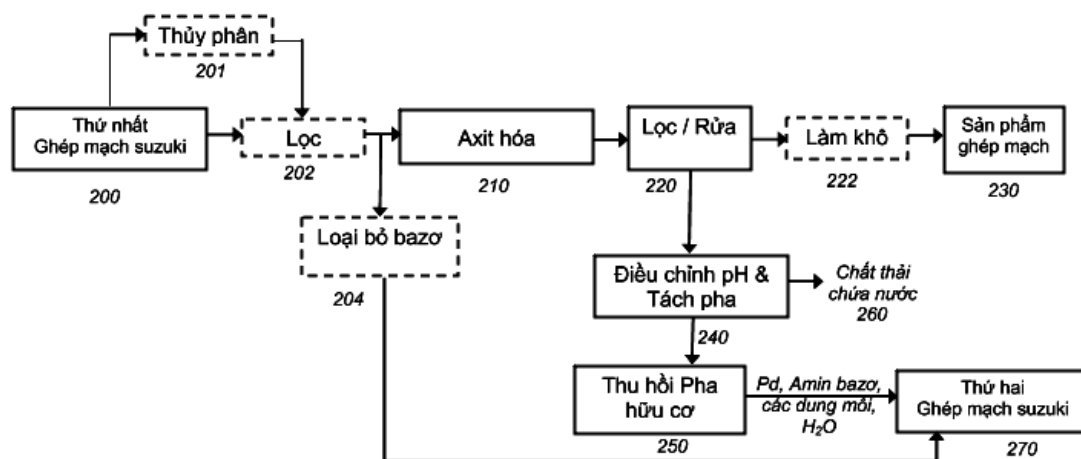 Thủy phân
201
Thứ nhất
Ghép mạch suzuki
200
Lọc
202
Axit hóa
210
Lọc / Rửa
220
Làm khô
222
Sản phẩm
ghép mạch
230
Loại bỏ bazơ
204
Điều chỉnh pH &
Tách pha
240
Chất thải
chứa nước
260
Thu hồi Pha
hữu cơ
250
Pd, Amin bazơ,
các dung môi,
H₂O
Thứ hai
Ghép mạch suzuki
270